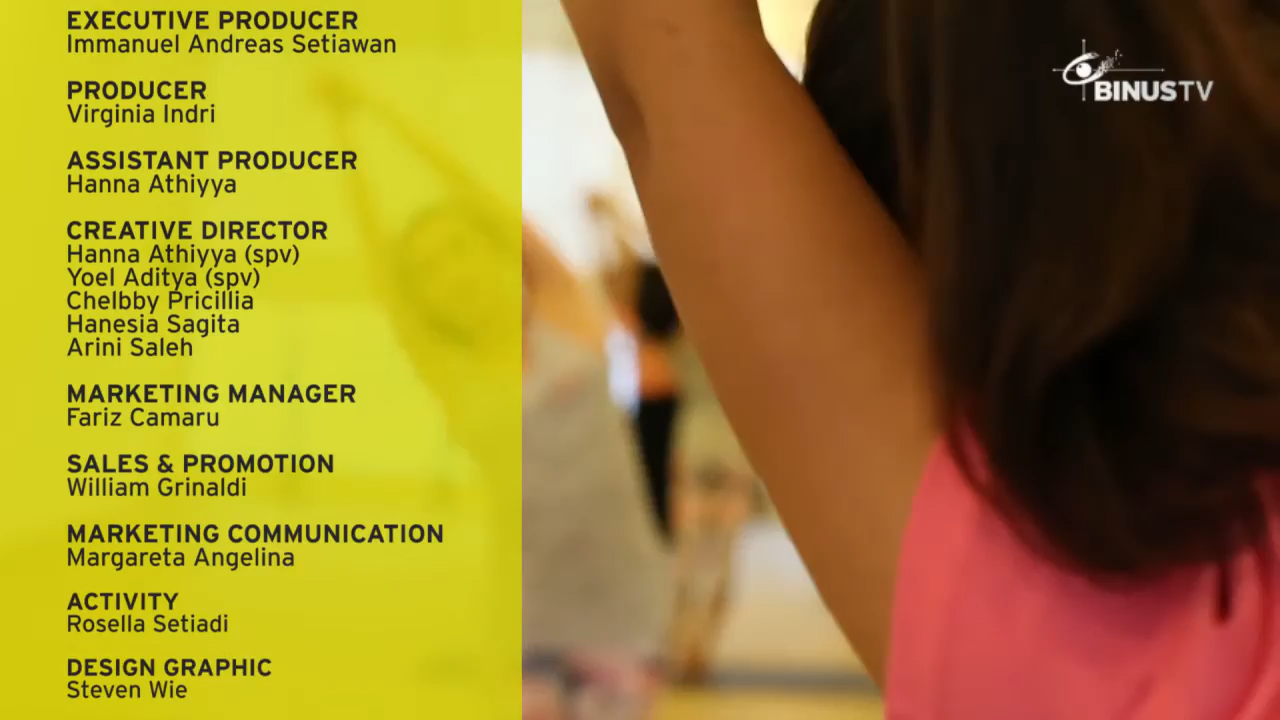 EXECUTIVE PRODUCER
Immanuel Andreas Setiawan
PRODUCER
Virginia Indri
ASSISTANT PRODUCER
Hanna Athiyya
CREATIVE DIRECTOR
Hanna Athiyya (spv)
Yoel Aditya (spv)
Chelbby Pricillia
Hanesia Sagita
Arini Saleh
MARKETING MANAGER
Fariz Camaru
SALES & PROMOTION
William Grinaldi
MARKETING COMMUNICATION
Margareta Angelina
ACTIVITY
Rosella Setiadi
DESIGN GRAPHIC
Steven Wie
BINUSTV